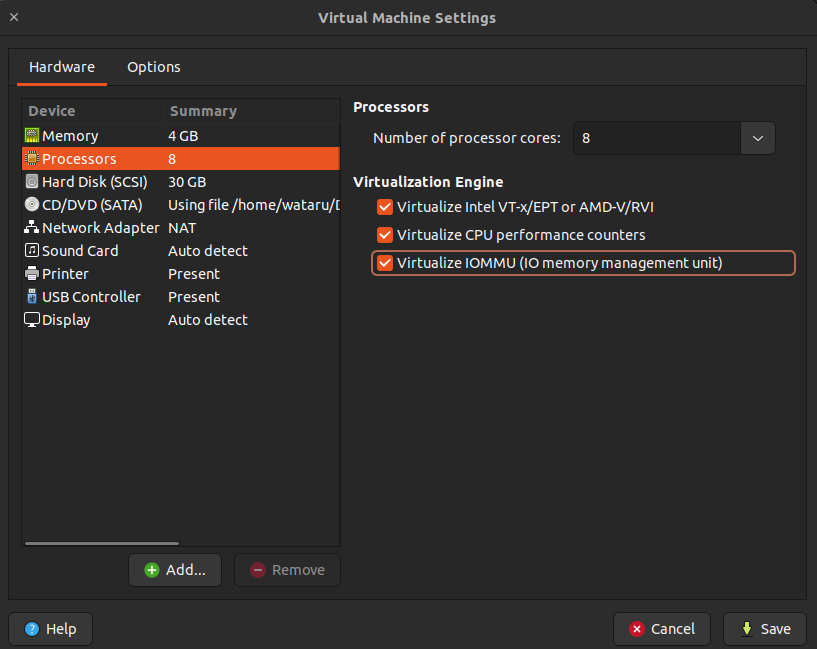 Virtual Machine Settings
Hardware Options
Device Summary
Memory 4 GB
Processors 8
Hard Disk (SCSI) 30 GB
CD/DVD (SATA) Using file /home/wataru/
Network Adapter NAT
Sound Card Auto detect
Printer Present
USB Controller Present
Display Auto detect
Add... Remove
Processors
Number of processor cores: 8
Virtualization Engine
Virtualize Intel VT-x/EPT or AMD-V/RVI
Virtualize CPU performance counters
Virtualize IOMMU (IO memory management unit)
Help Cancel Save